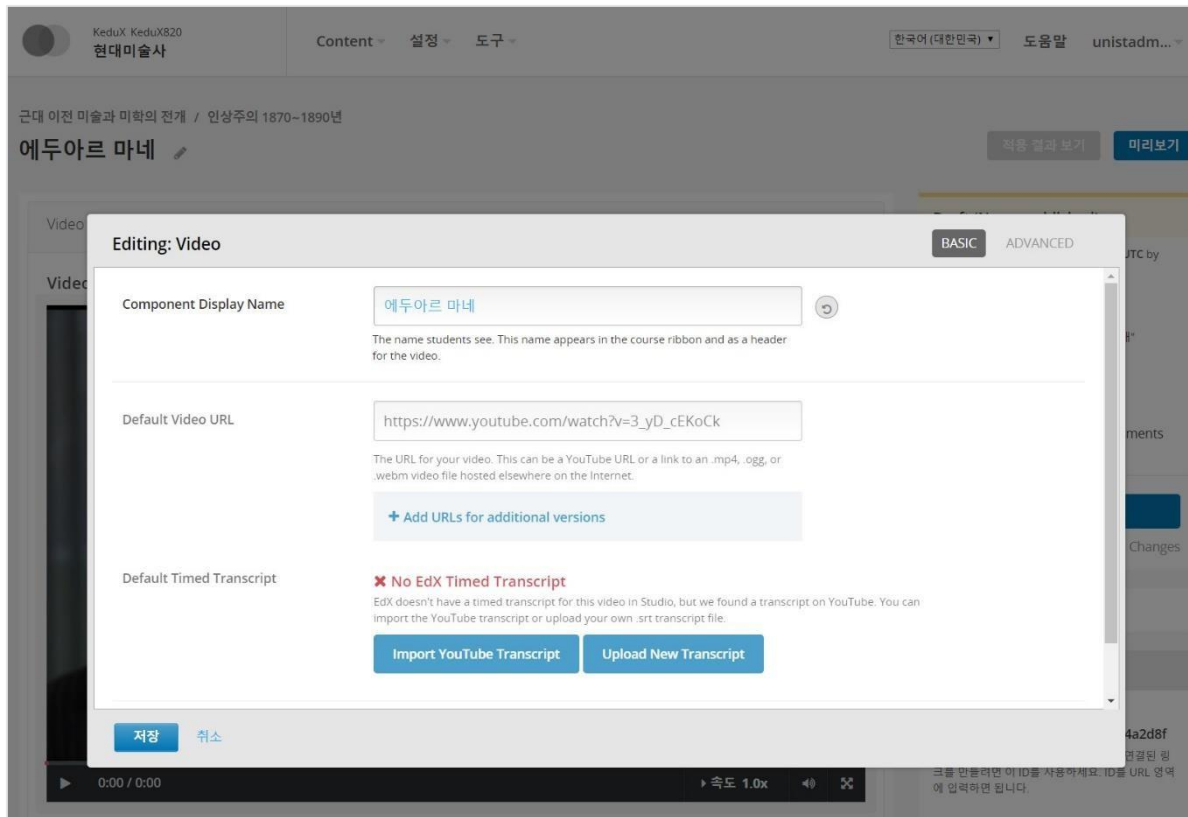 KeduX KeduX820
현대미술사
Content 설정 도구
한국어 (대한민국) 도움말 unistadm...
근대 이전 미술과 미학의 전개 / 인상주의 1870~1890년
에두아르 마네
적용 결과 보기 미리보기
Video
Editing: Video
BASIC ADVANCED
UTC by
Component Display Name
에두아르 마네
The name students see. This name appears in the course ribbon and as a header
for the video.
Default Video URL
https://www.youtube.com/watch?v=3_yD_cEKoCk
The URL for your video. This can be a YouTube URL or a link to an .mp4, .ogg, or
.webm video file hosted elsewhere on the Internet.
ments
+ Add URLs for additional versions
Changes
Default Timed Transcript
✖ No EdX Timed Transcript
EdX doesn't have a timed transcript for this video in Studio, but we found a transcript on YouTube. You can
import the YouTube transcript or upload your own .srt transcript file.
Import YouTube Transcript Upload New Transcript
저장 취소
4a2d8f
연결된 링
크를 만들려면 이 ID를 사용하세요. ID를 URL 영역
에 입력하면 됩니다.
0:00 / 0:00
속도 1.0x